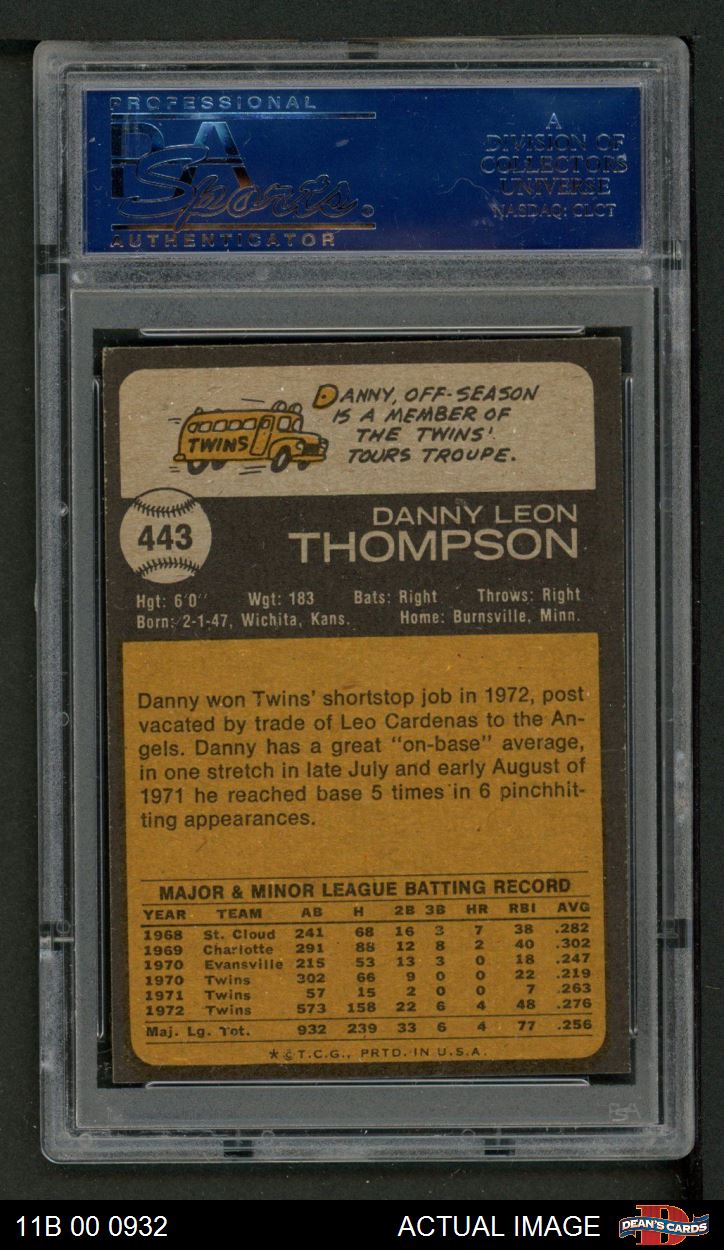 PROFESSIONAL
PSA
Sports
AUTHENTICATOR
A
DIVISION OF
COLLECTORS
UNIVERSE
NASDAQ: CLCT
DANNY, OFF-SEASON
IS A MEMBER OF
THE TWINS'
TOURS TROUPE.
TWINS
443
DANNY LEON
THOMPSON
Hgt: 6'0" Wgt: 183 Bats: Right Throws: Right
Born: 2-1-47, Wichita, Kans. Home: Burnsville, Minn.
Danny won Twins' shortstop job in 1972, post
vacated by trade of Leo Cardenas to the An-
gels. Danny has a great "on-base" average,
in one stretch in late July and early August of
1971 he reached base 5 times in 6 pinchhit-
ting appearances.
MAJOR & MINOR LEAGUE BATTING RECORD
YEAR TEAM AB H 2B 3B HR RBI AVG
1968 St. Cloud 241 68 16 3 7 38 .282
1969 Charlotte 291 88 12 8 2 40 .302
1970 Evansville 215 53 13 3 0 18 .247
1970 Twins 302 66 9 0 0 22 .219
1971 Twins 57 15 2 0 0 7 .263
1972 Twins 573 158 22 6 4 48 .276
Maj. Lg. Tot. 932 239 33 6 4 77 .256
* © T.C.G., PRTD. IN U.S.A.
PSA
11B 00 0932
ACTUAL IMAGE
DEAN'S CARDS